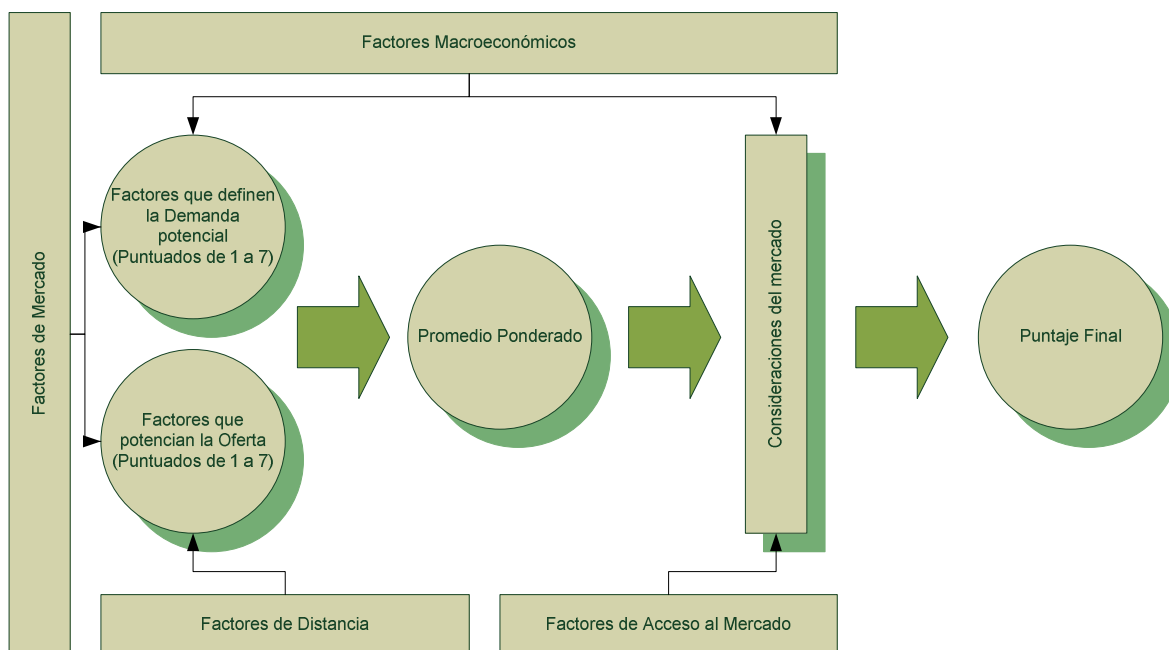 Factores Macroeconómicos
Factores de Mercado
Factores que definen
la Demanda
potencial
(Puntuados de 1 a 7)
Factores que
potencian la Oferta
(Puntuados de 1 a 7)
Promedio Ponderado
Consideraciones del mercado
Puntaje Final
Factores de Distancia
Factores de Acceso al Mercado